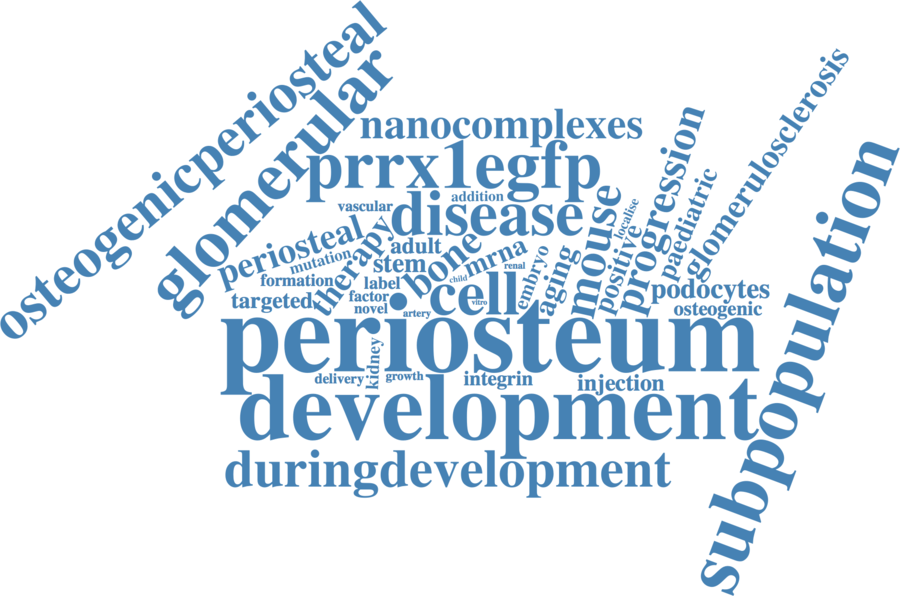 osteogenicperiosteal
glomerular
nanocomplexes
prrx1egfp
addition
vascular
disease
periosteal
therapy
adult
mutation
stem
bone
mrna
renal
formation
label
child
cell
vitro
embryo
aging
mouse
positive
localise
progression
paediatric
glomerulosclerosis
subpopulation
targeted
factor
novel
artery
podocytes
osteogenic
periosteum
kidney
delivery
growth
integrin
injection
development
duringdevelopment